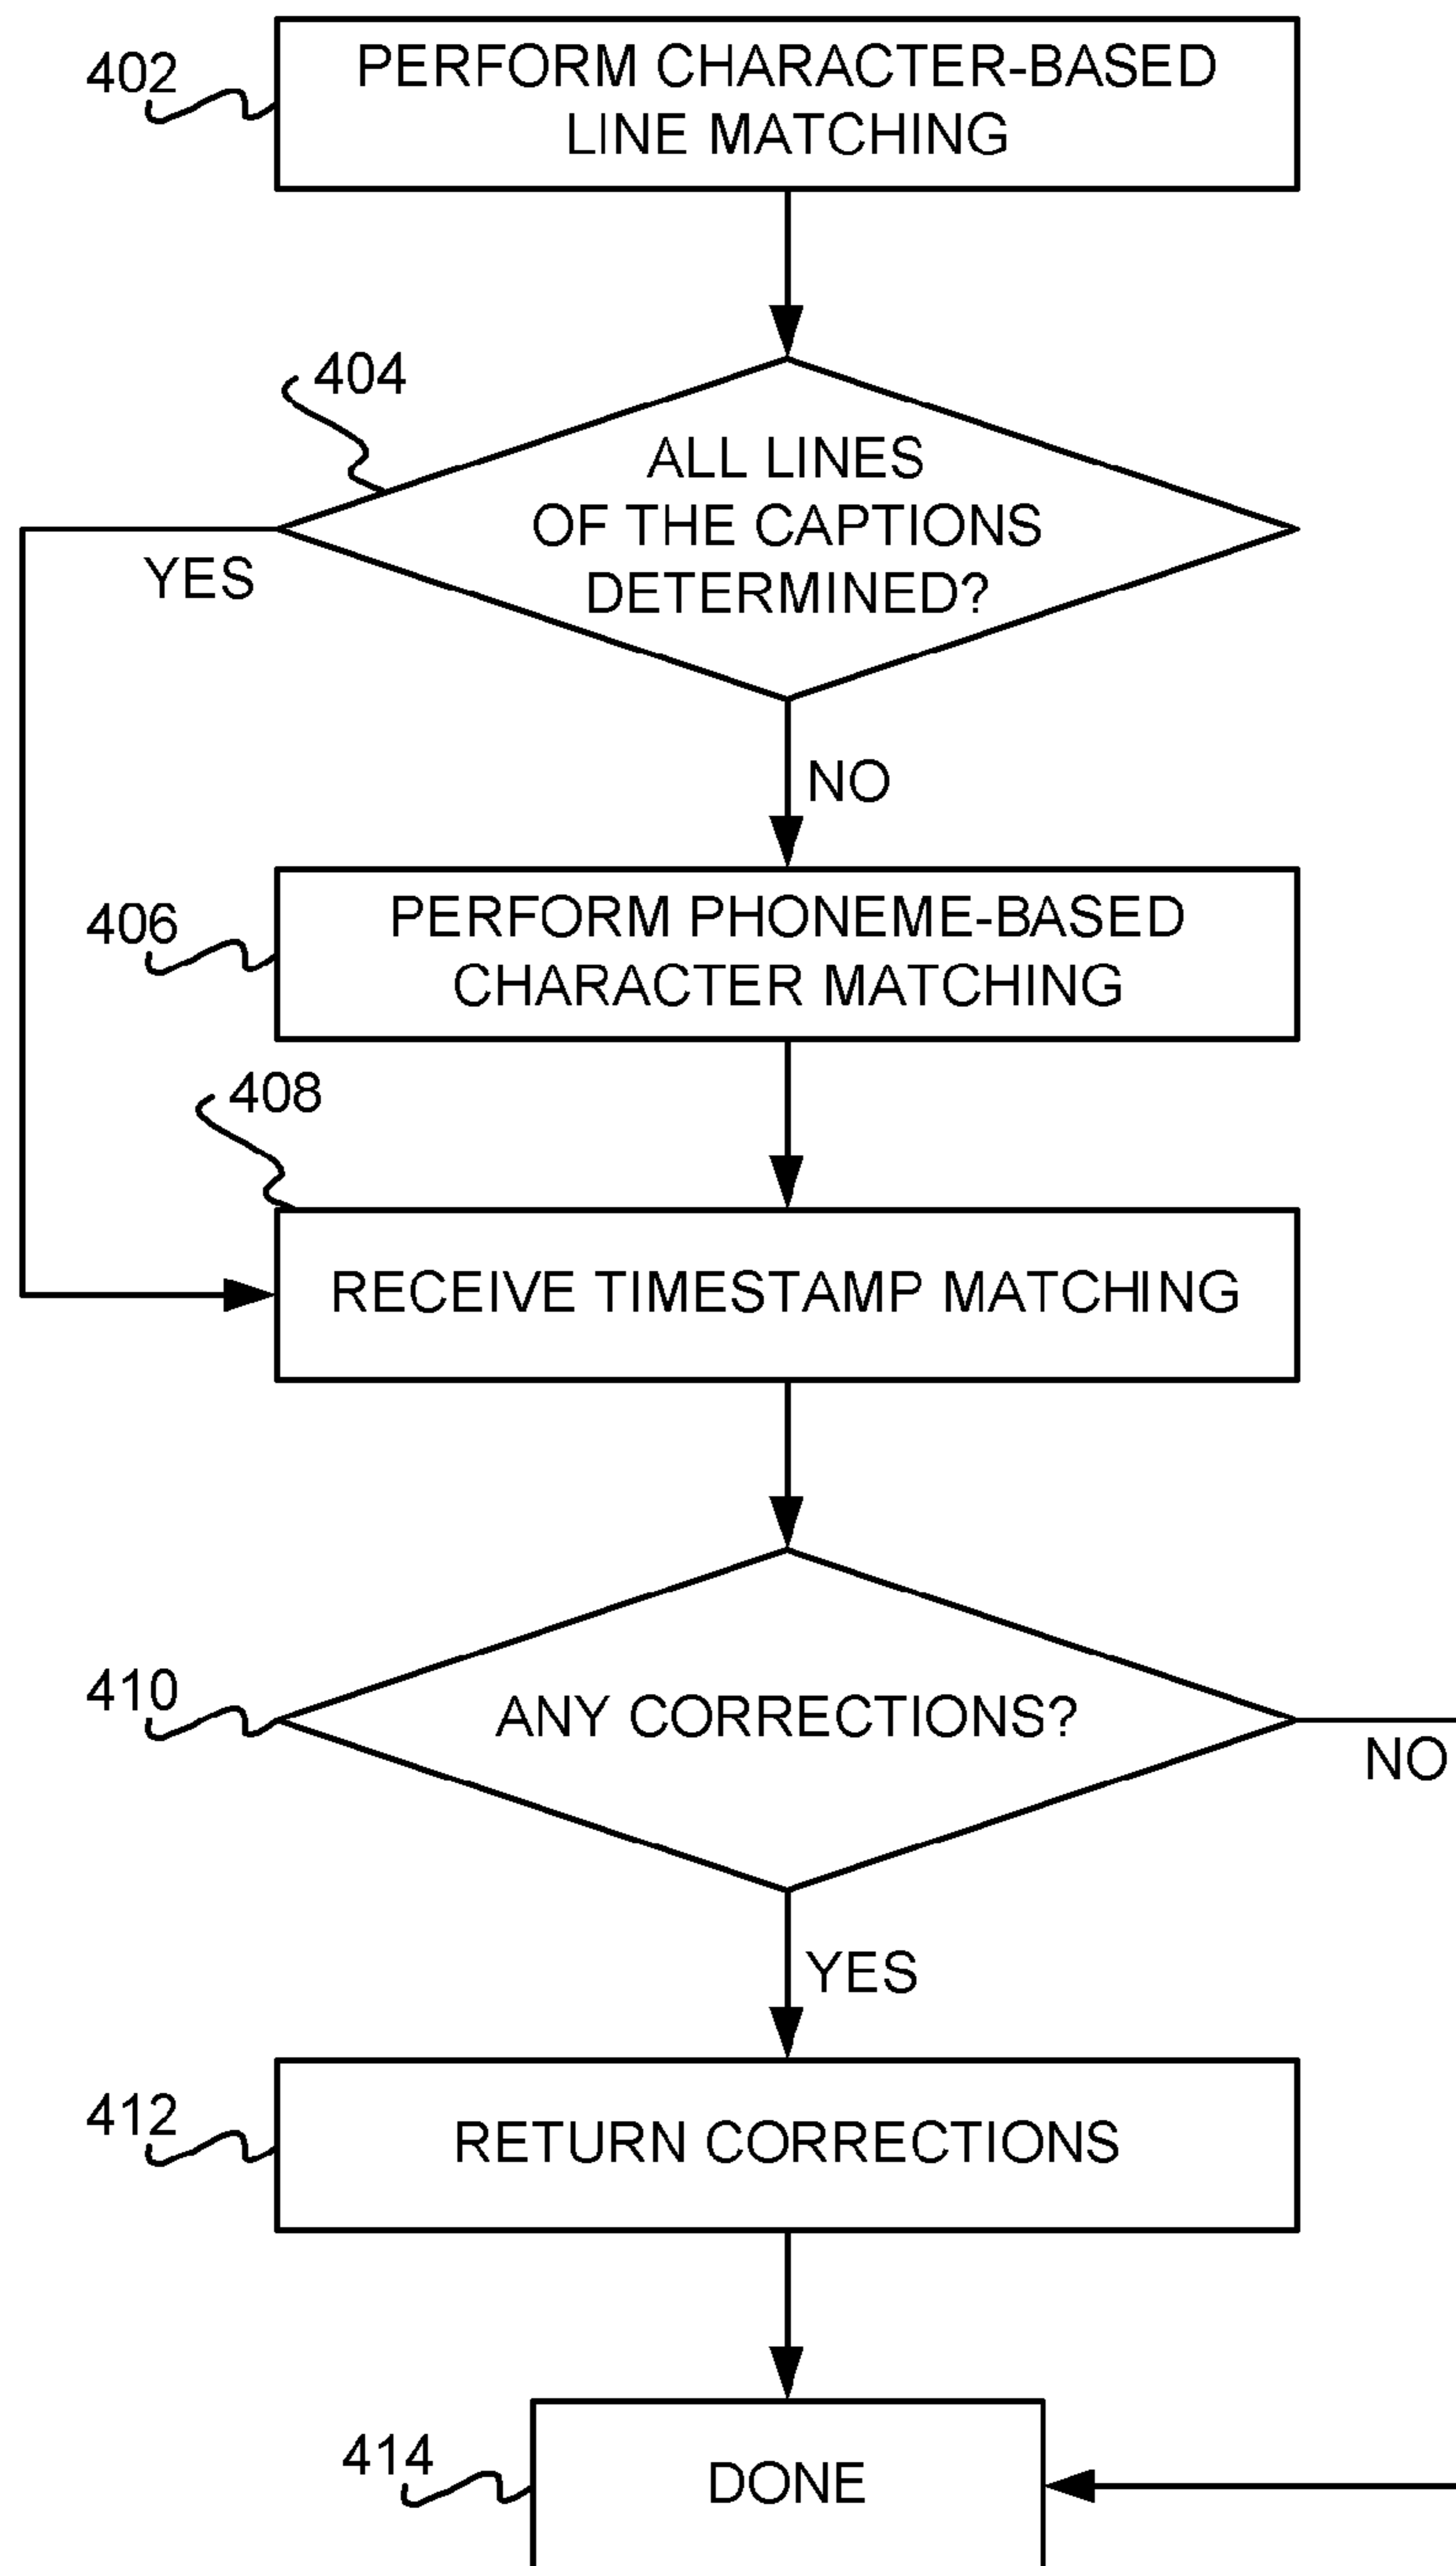 402
PERFORM CHARACTER-BASED
LINE MATCHING
404
ALL LINES
OF THE CAPTIONS
DETERMINED?
YES
NO
406
PERFORM PHONEME-BASED
CHARACTER MATCHING
408
RECEIVE TIMESTAMP MATCHING
410
ANY CORRECTIONS?
NO
YES
412
RETURN CORRECTIONS
414
DONE